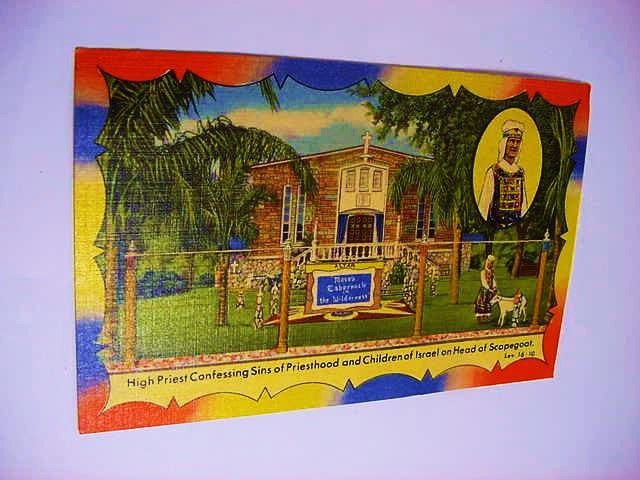 Moses
Tabernacle
in
the Wilderness
High Priest Confessing Sins of Priesthood and Children of Israel on Head of Scapegoat.
Lev. 16-10